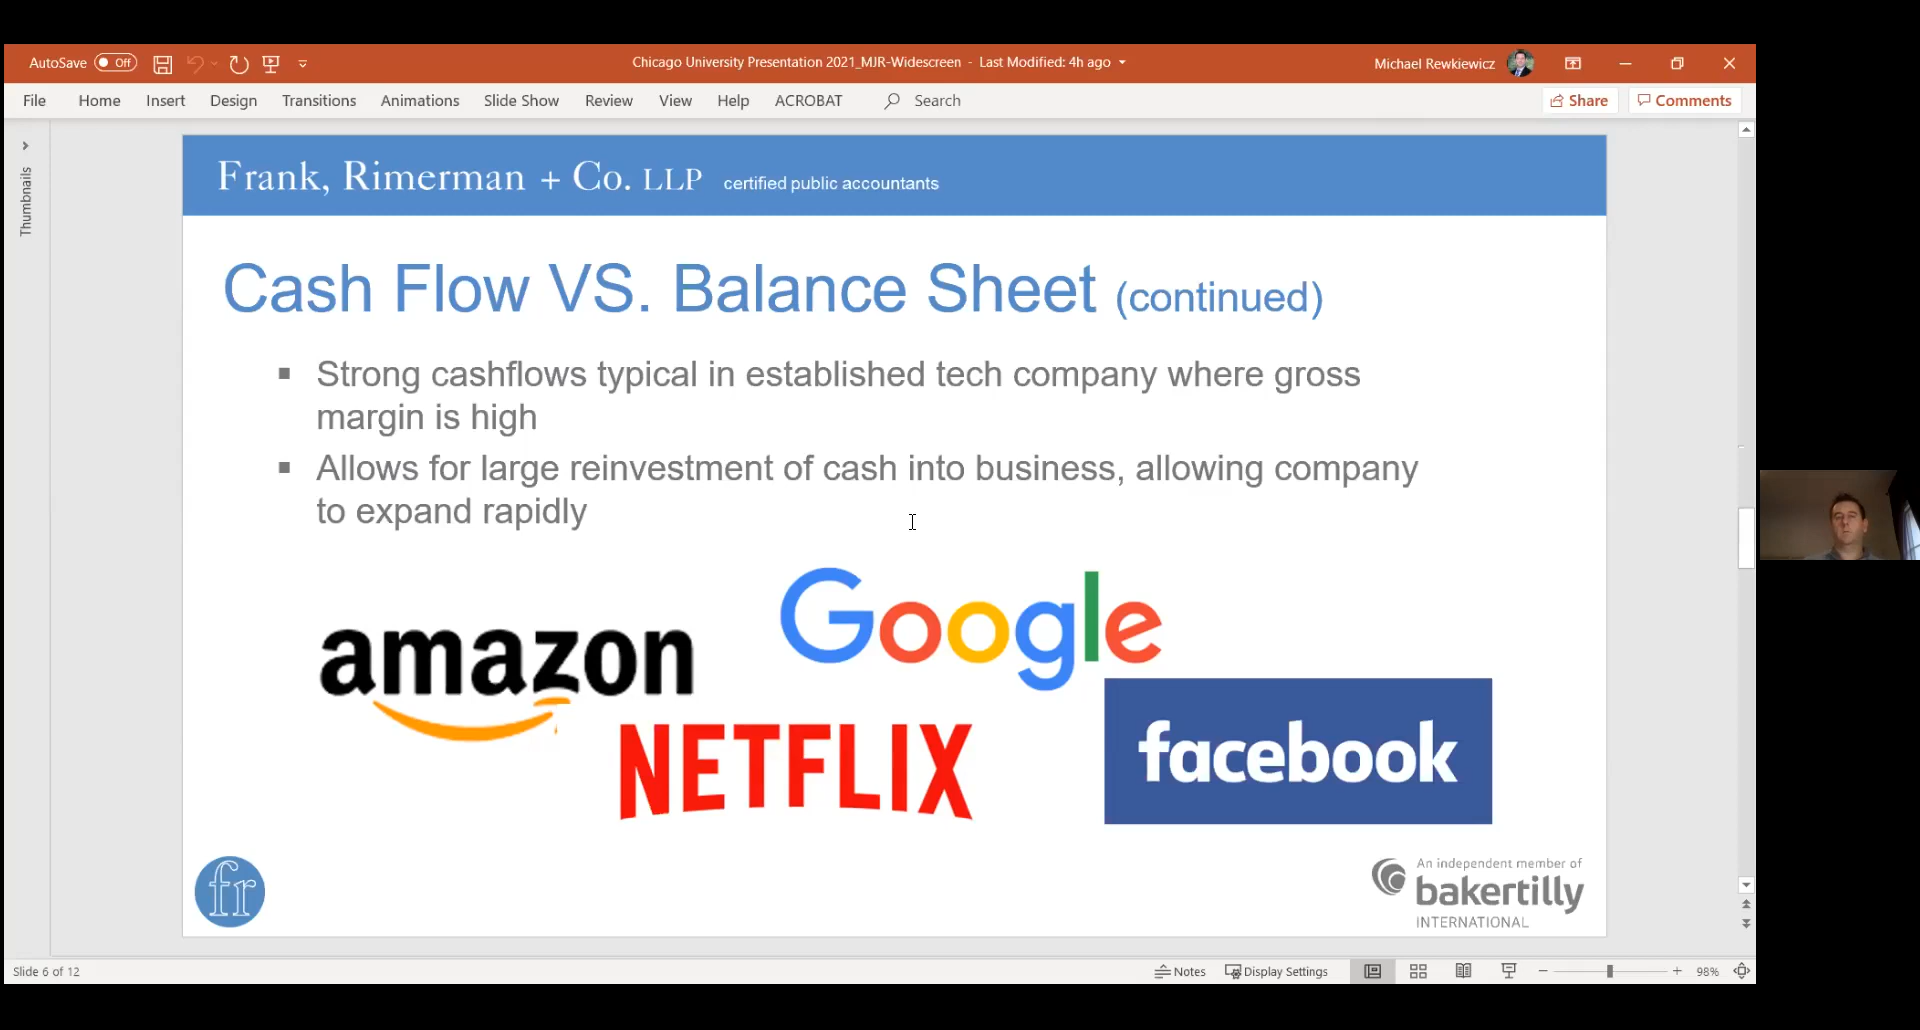 AutoSave Off
Chicago University Presentation 2021_MJR-Widescreen - Last Modified: 4h ago
Michael Rewkiewicz
File Home Insert Design Transitions Animations Slide Show Review View Help ACROBAT Search
Share Comments
Thumbnails
Frank, Rimerman + Co. LLP certified public accountants
Cash Flow VS. Balance Sheet (continued)
▪ Strong cashflows typical in established tech company where gross
margin is high
▪ Allows for large reinvestment of cash into business, allowing company
to expand rapidly
Google
amazon
NETFLIX
facebook
fr
An independent member of
bakertilly
INTERNATIONAL
Slide 6 of 12
Notes Display Settings 98%